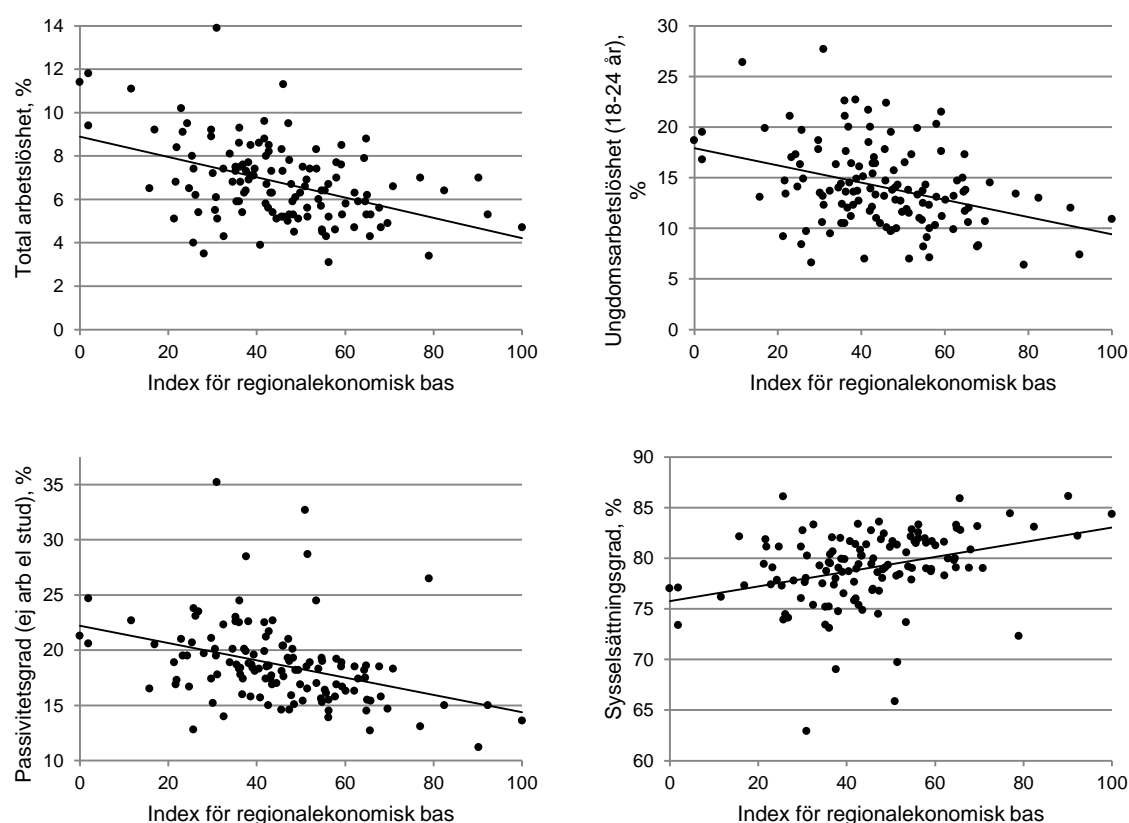 14
12
10
8
6
4
2
0
0 20 40 60 80 100
Total arbetslöshet, %
Index för regionalekonomisk bas
30
25
20
15
10
5
0
0 20 40 60 80 100
Ungdomsarbetslöshet (18-24 år),
%
Index för regionalekonomisk bas
35
30
25
20
15
10
0 20 40 60 80 100
Passivitetsgrad (ej arb el stud), %
Index för regionalekonomisk bas
90
85
80
75
70
65
60
0 20 40 60 80 100
Sysselsättningsgrad, %
Index för regionalekonomisk bas